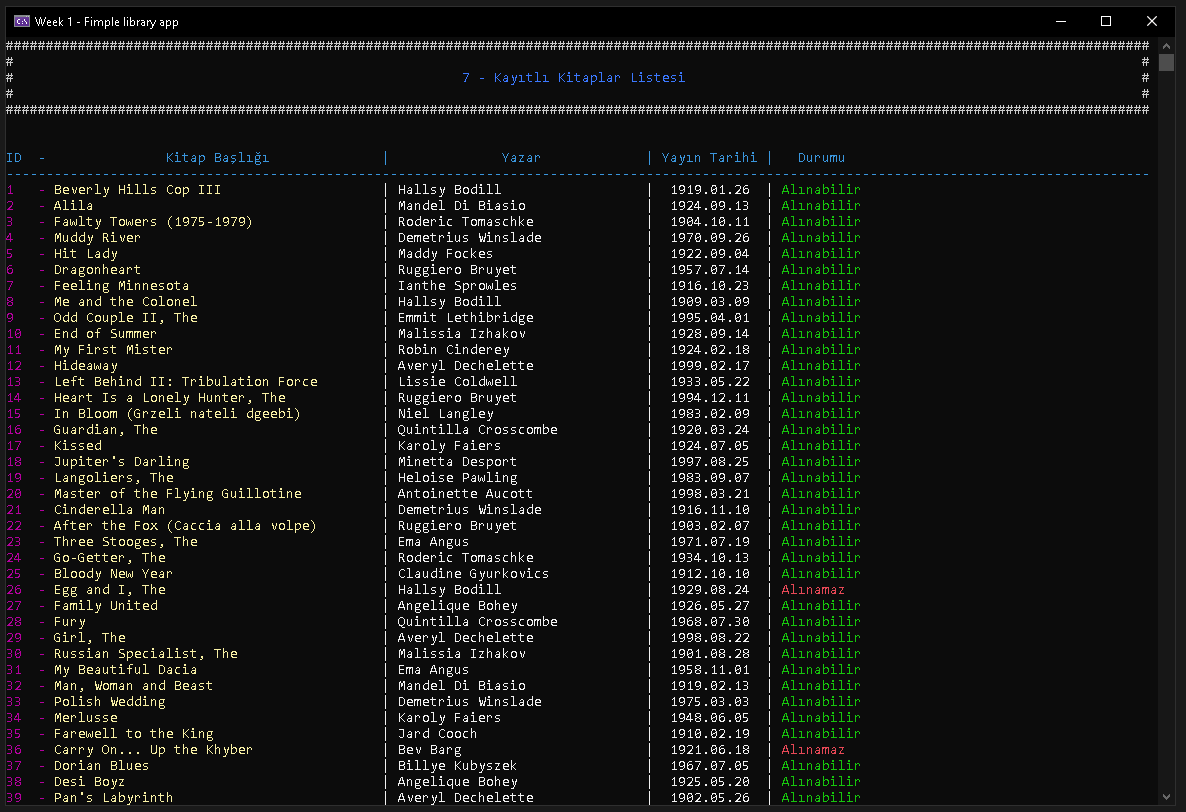 Week 1 - Fimple library app
###############################################################################################################################################
# #
# 7 - Kayıtlı Kitaplar Listesi #
# #
###############################################################################################################################################
ID - Kitap Başlığı | Yazar | Yayın Tarihi | Durumu
-----------------------------------------------------------------------------------------------------------------------------------------------
1 - Beverly Hills Cop III | Hallsy Bodill | 1919.01.26 | Alınabilir
2 - Alila | Mandel Di Biasio | 1924.09.13 | Alınabilir
3 - Fawlty Towers (1975-1979) | Roderic Tomaschke | 1904.10.11 | Alınabilir
4 - Muddy River | Demetrius Winslade | 1970.09.26 | Alınabilir
5 - Hit Lady | Maddy Fockes | 1922.09.04 | Alınabilir
6 - Dragonheart | Ruggiero Bruyet | 1957.07.14 | Alınabilir
7 - Feeling Minnesota | Ianthe Sprowles | 1916.10.23 | Alınabilir
8 - Me and the Colonel | Hallsy Bodill | 1909.03.09 | Alınabilir
9 - Odd Couple II, The | Emmit Lethibridge | 1995.04.01 | Alınabilir
10 - End of Summer | Malissia Izhakov | 1928.09.14 | Alınabilir
11 - My First Mister | Robin Cinderey | 1924.02.18 | Alınabilir
12 - Hideaway | Averyl Dechelette | 1999.02.17 | Alınabilir
13 - Left Behind II: Tribulation Force | Lissie Coldwell | 1933.05.22 | Alınabilir
14 - Heart Is a Lonely Hunter, The | Ruggiero Bruyet | 1994.12.11 | Alınabilir
15 - In Bloom (Grzeli nateli dgeebi) | Niel Langley | 1983.02.09 | Alınabilir
16 - Guardian, The | Quintilla Crosscombe | 1920.03.24 | Alınabilir
17 - Kissed | Karoly Faiers | 1924.07.05 | Alınabilir
18 - Jupiter's Darling | Minetta Desport | 1997.08.25 | Alınabilir
19 - Langoliers, The | Heloise Pawling | 1983.09.07 | Alınabilir
20 - Master of the Flying Guillotine | Antoinette Aucott | 1998.03.21 | Alınabilir
21 - Cinderella Man | Demetrius Winslade | 1916.11.10 | Alınabilir
22 - After the Fox (Caccia alla volpe) | Ruggiero Bruyet | 1903.02.07 | Alınabilir
23 - Three Stooges, The | Ema Angus | 1971.07.19 | Alınabilir
24 - Go-Getter, The | Roderic Tomaschke | 1934.10.13 | Alınabilir
25 - Bloody New Year | Claudine Gyurkovics | 1912.10.10 | Alınabilir
26 - Egg and I, The | Hallsy Bodill | 1929.08.24 | Alınamaz
27 - Family United | Angelique Bohey | 1926.05.27 | Alınabilir
28 - Fury | Quintilla Crosscombe | 1968.07.30 | Alınabilir
29 - Girl, The | Averyl Dechelette | 1998.08.22 | Alınabilir
30 - Russian Specialist, The | Malissia Izhakov | 1901.08.28 | Alınabilir
31 - My Beautiful Dacia | Ema Angus | 1958.11.01 | Alınabilir
32 - Man, Woman and Beast | Mandel Di Biasio | 1919.02.13 | Alınabilir
33 - Polish Wedding | Demetrius Winslade | 1975.03.03 | Alınabilir
34 - Merlusse | Karoly Faiers | 1948.06.05 | Alınabilir
35 - Farewell to the King | Jard Cooch | 1910.02.19 | Alınabilir
36 - Carry On... Up the Khyber | Bev Barg | 1921.06.18 | Alınamaz
37 - Dorian Blues | Billye Kubyszek | 1967.07.05 | Alınabilir
38 - Desi Boyz | Angelique Bohey | 1925.05.20 | Alınabilir
39 - Pan's Labyrinth | Averyl Dechelette | 1902.05.26 | Alınabilir